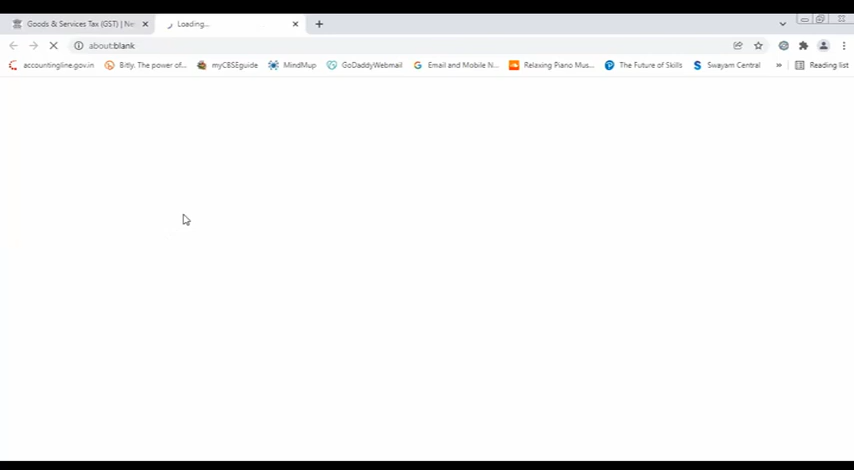 Goods & Services Tax (GST) | Ne
Loading...
about:blank
accountingline.gov.in
Bitly. The power of...
myCBSEguide
MindMup
GoDaddyWebmail
Email and Mobile N...
Relaxing Piano Mus...
The Future of Skills
Swayam Central
»
Reading list